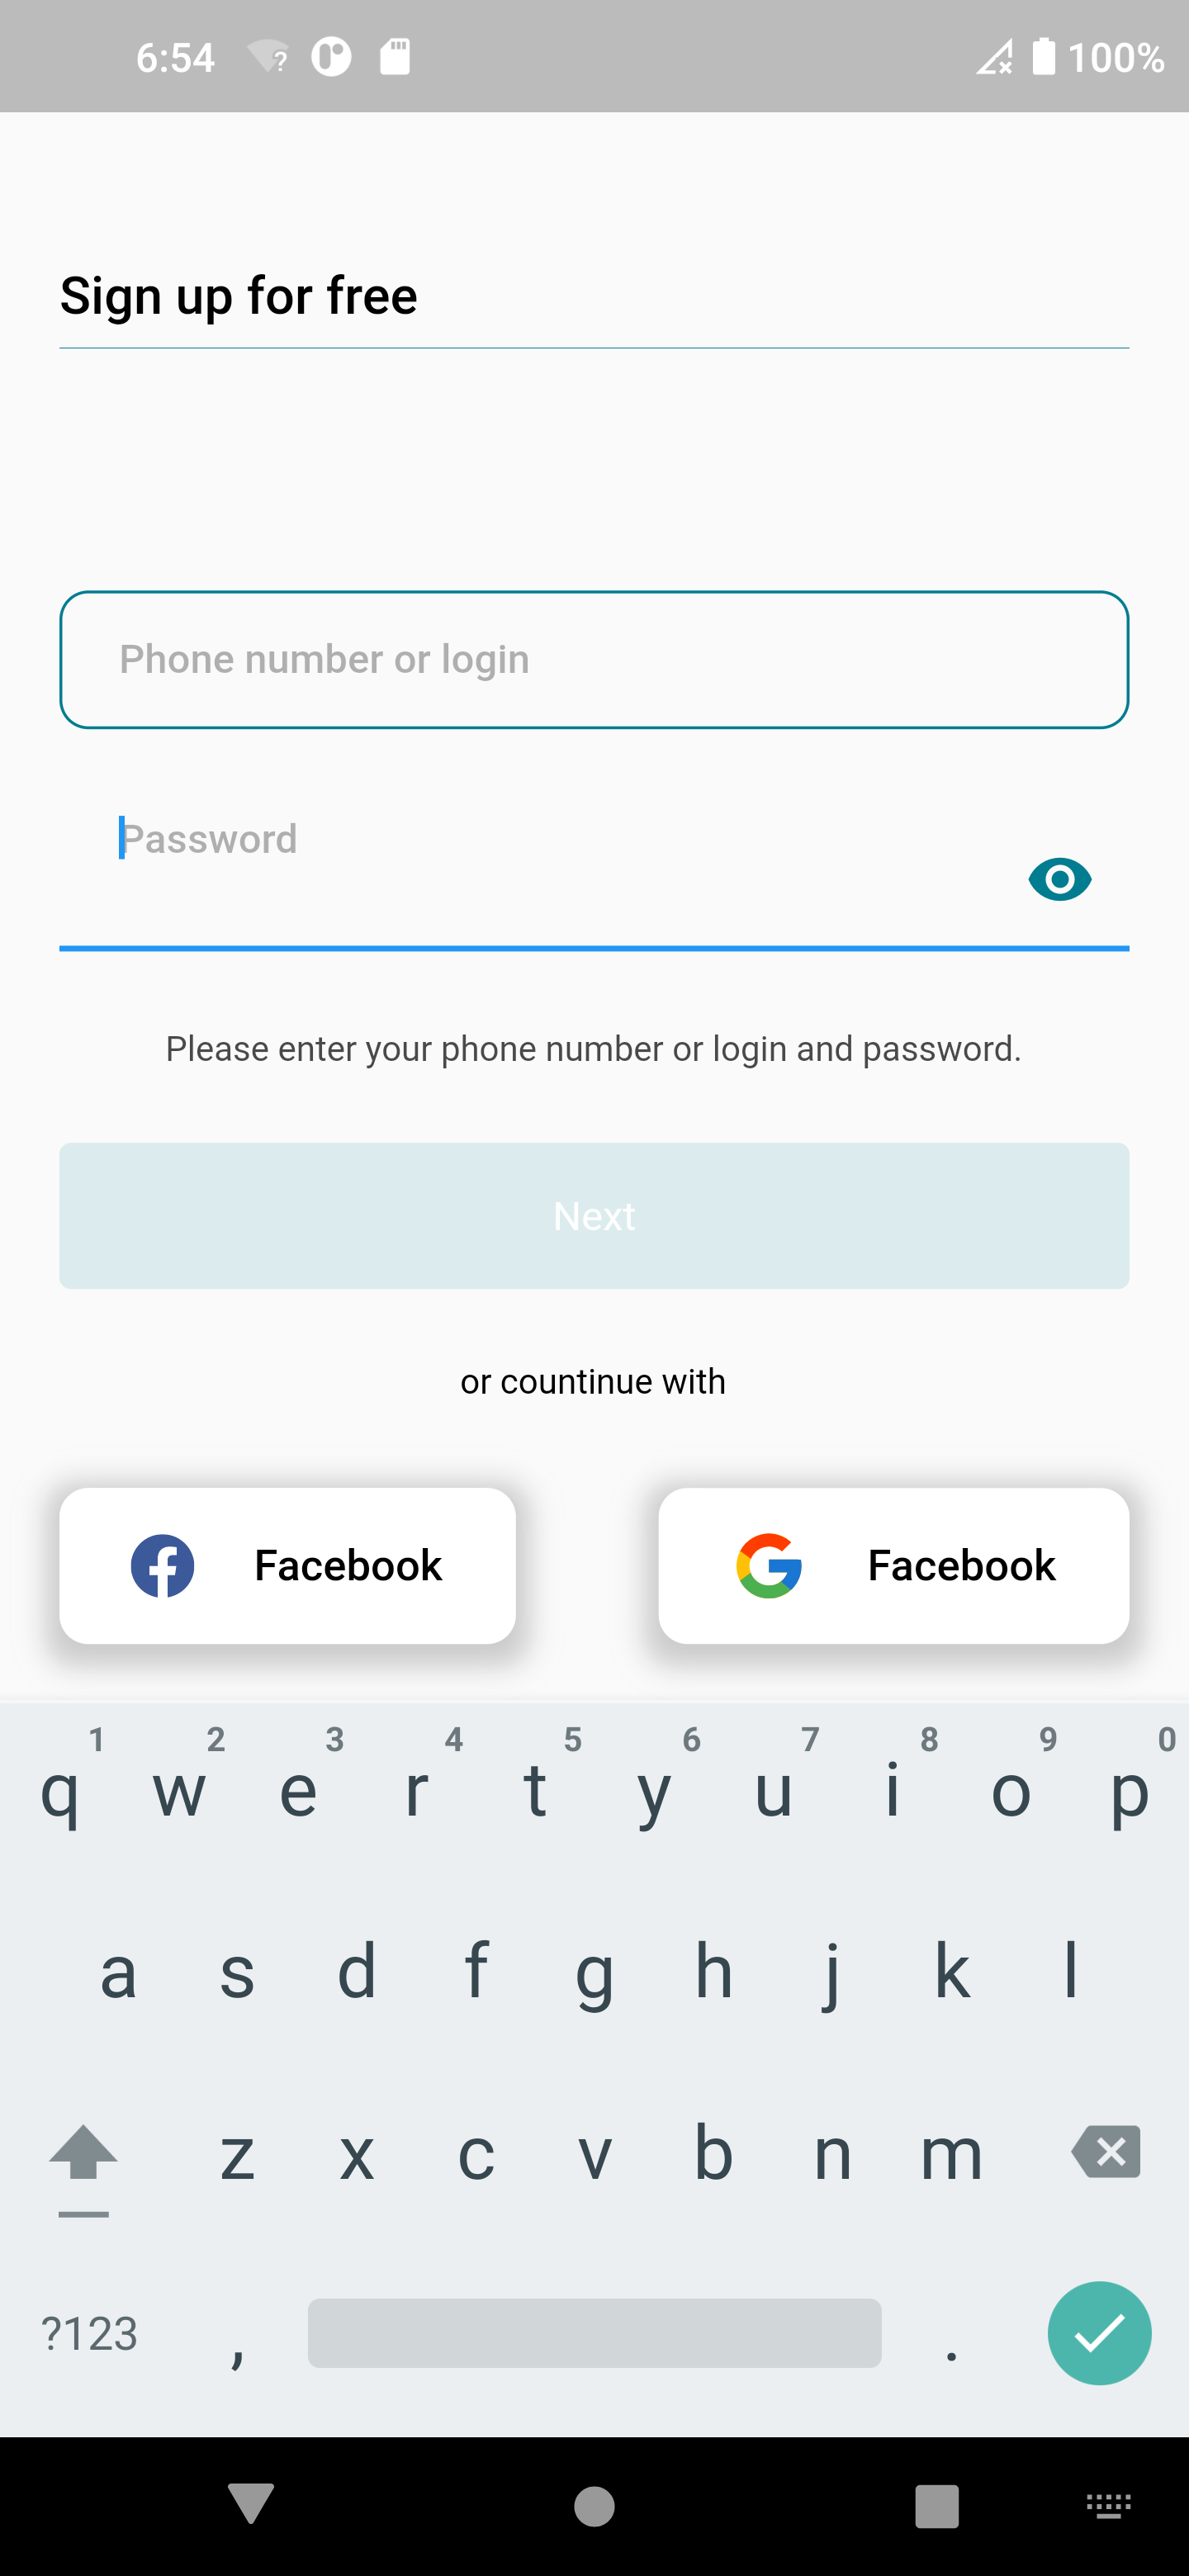 6:54 100%
Sign up for free
Phone number or login
Password
Please enter your phone number or login and password.
Next
or countinue with
Facebook Facebook
1 2 3 4 5 6 7 8 9 0
q w e r t y u i o p
a s d f g h j k l
z x c v b n m
?123 , .